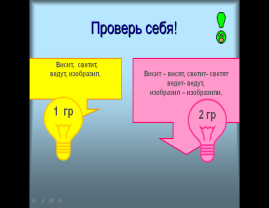 Проверь себя!
Висит, светит,
ведут, изобразил.
1 гр
Висит – висят, светит- светят
ведет- ведут,
изобразил – изобразили.
2 гр